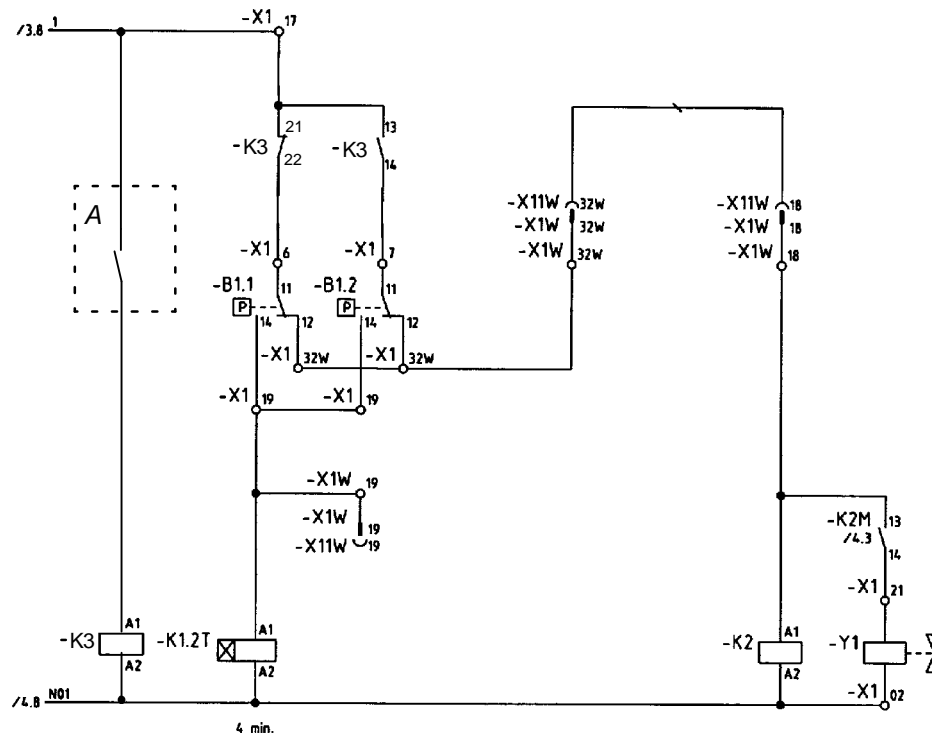 -X1 17
/3.8 1
21 13
-K3 -K3
22 14
A
-X11W 32W -X11W 18
-X1W 32W -X1W 18
-X1W 32W -X1W 18
-X1 6 -X1 7
-B1.1 11 -B1.2 11
P P
14 12 14 12
-X1 32W -X1 32W
-X1 19 -X1 19
-X1W 19
-X1W 19
-X11W 19
-K2M 13
/4.3
14
-X1 21
-K3 A1 -K1.2T A1 -K2 A1 -Y1
A2 A2 A2
/4.8 N01 -X1 02
4 min.